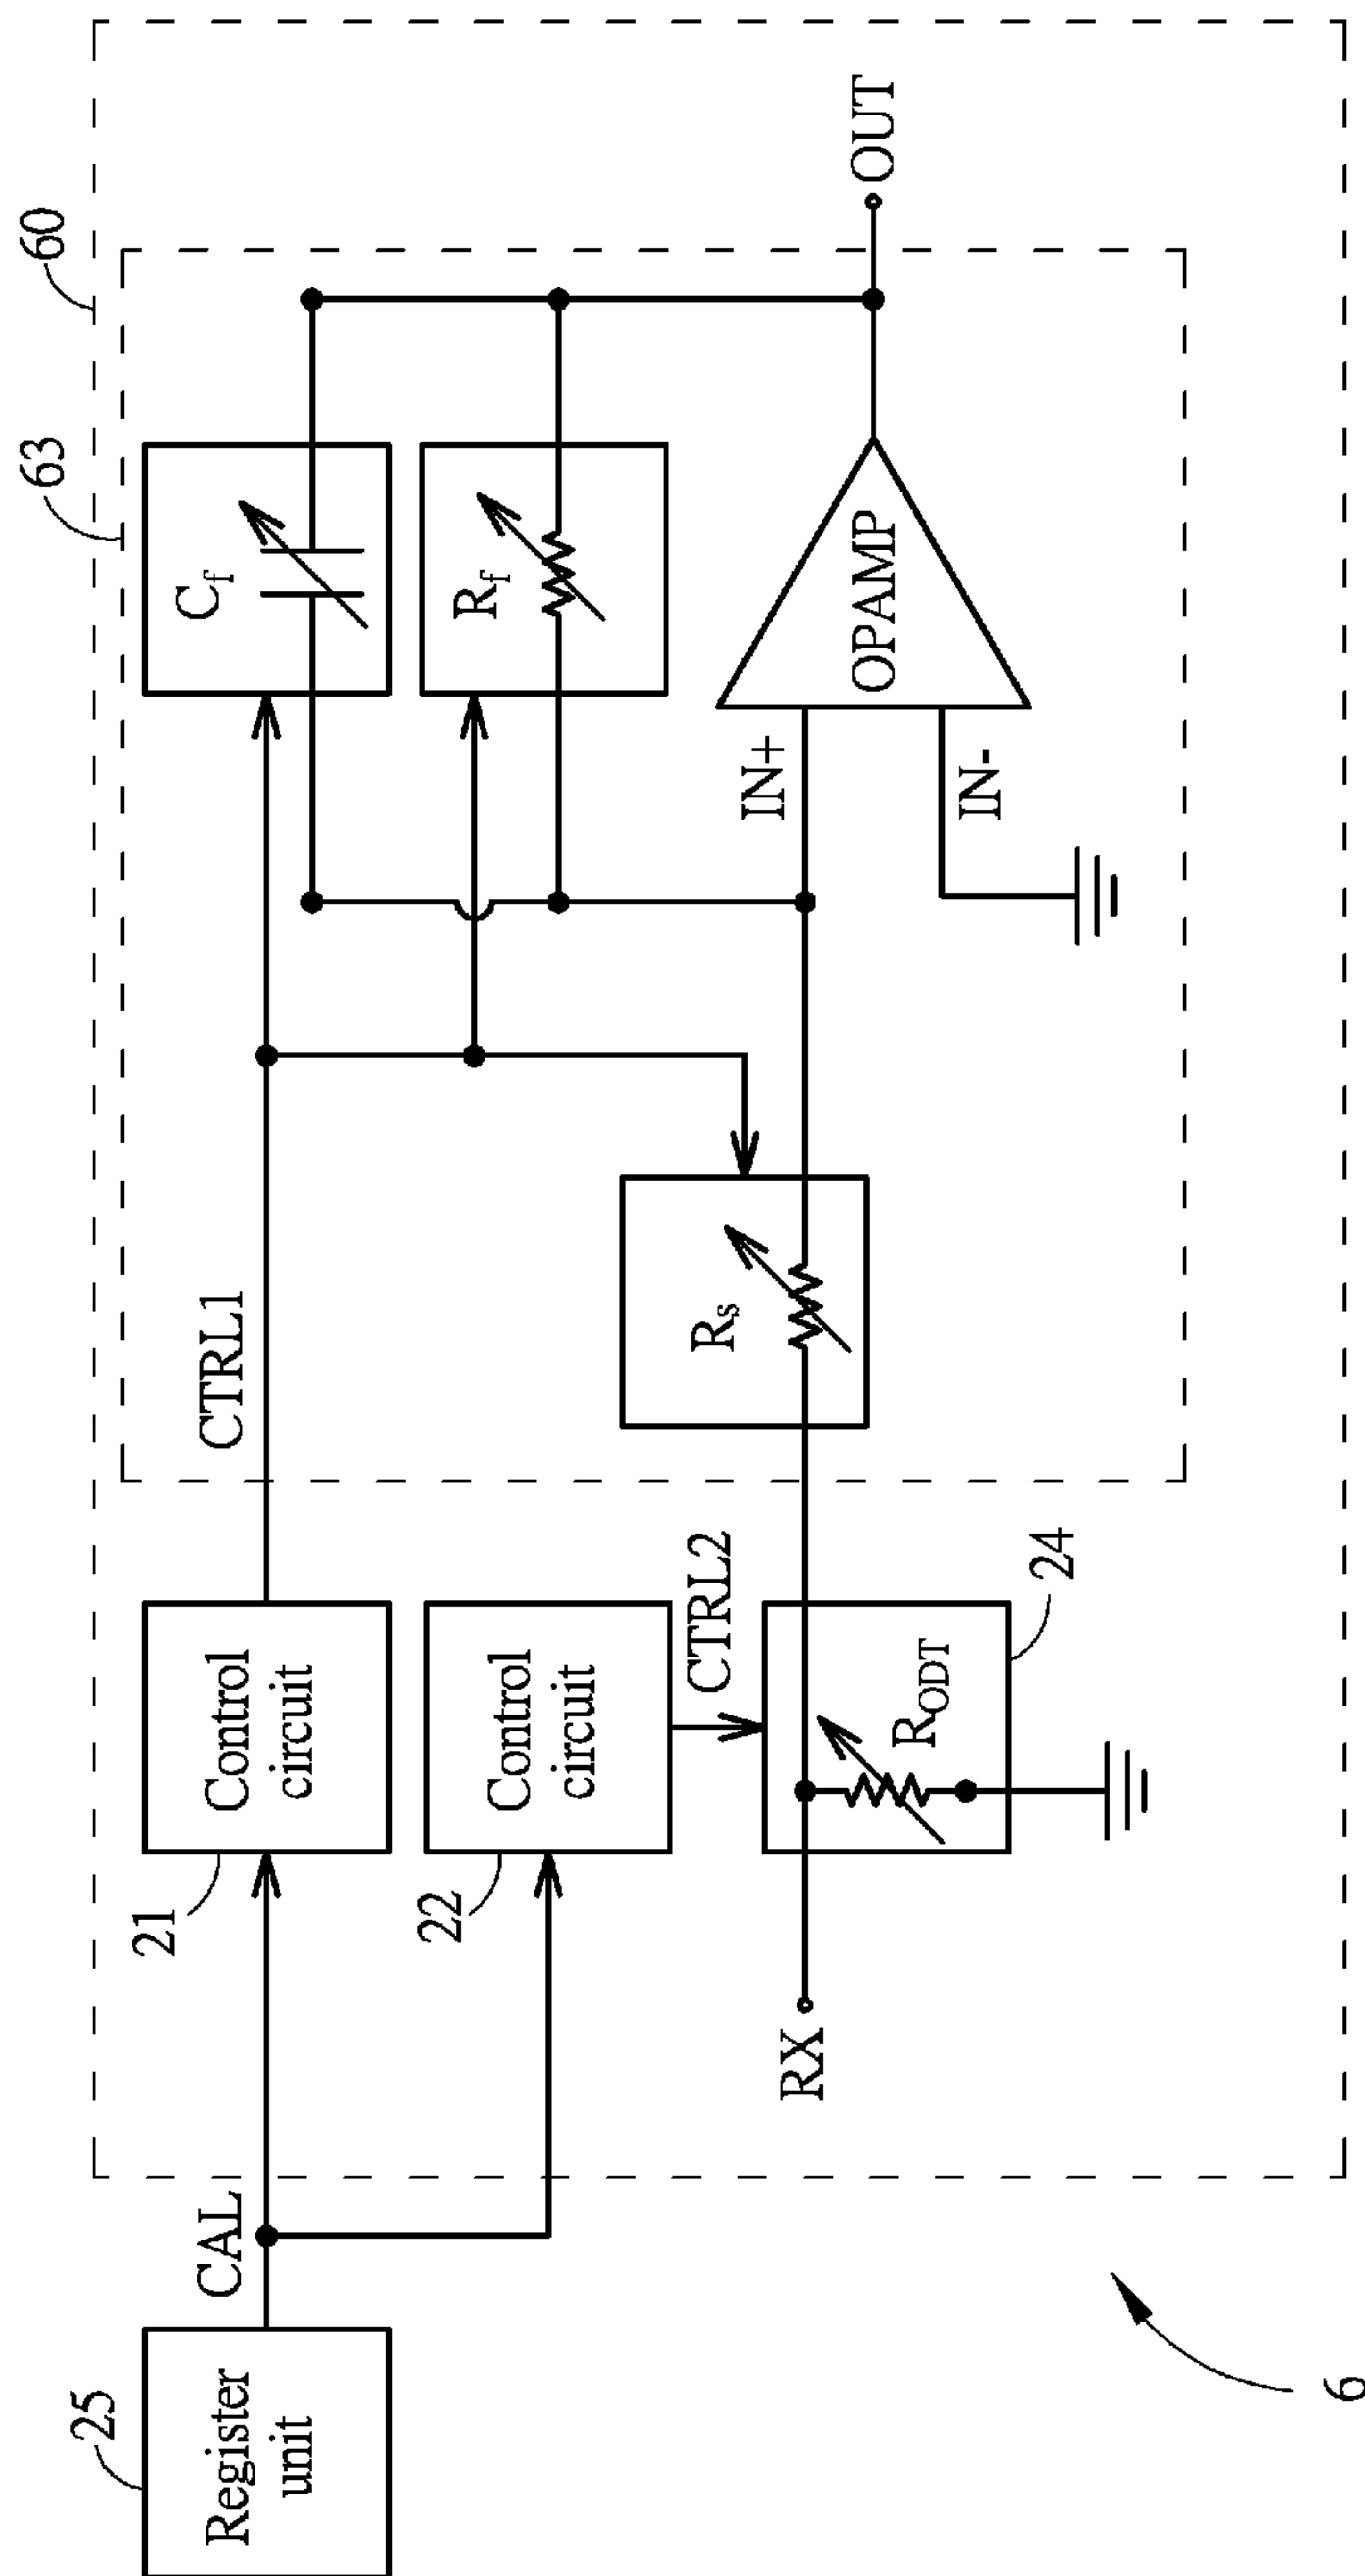 60
63
25
Register
unit
CAL
21
Control
circuit
CTRL1
Cf
22
Control
circuit
CTRL2
Rf
Rs
RX
RODT
24
IN+
IN-
OPAMP
OUT
6